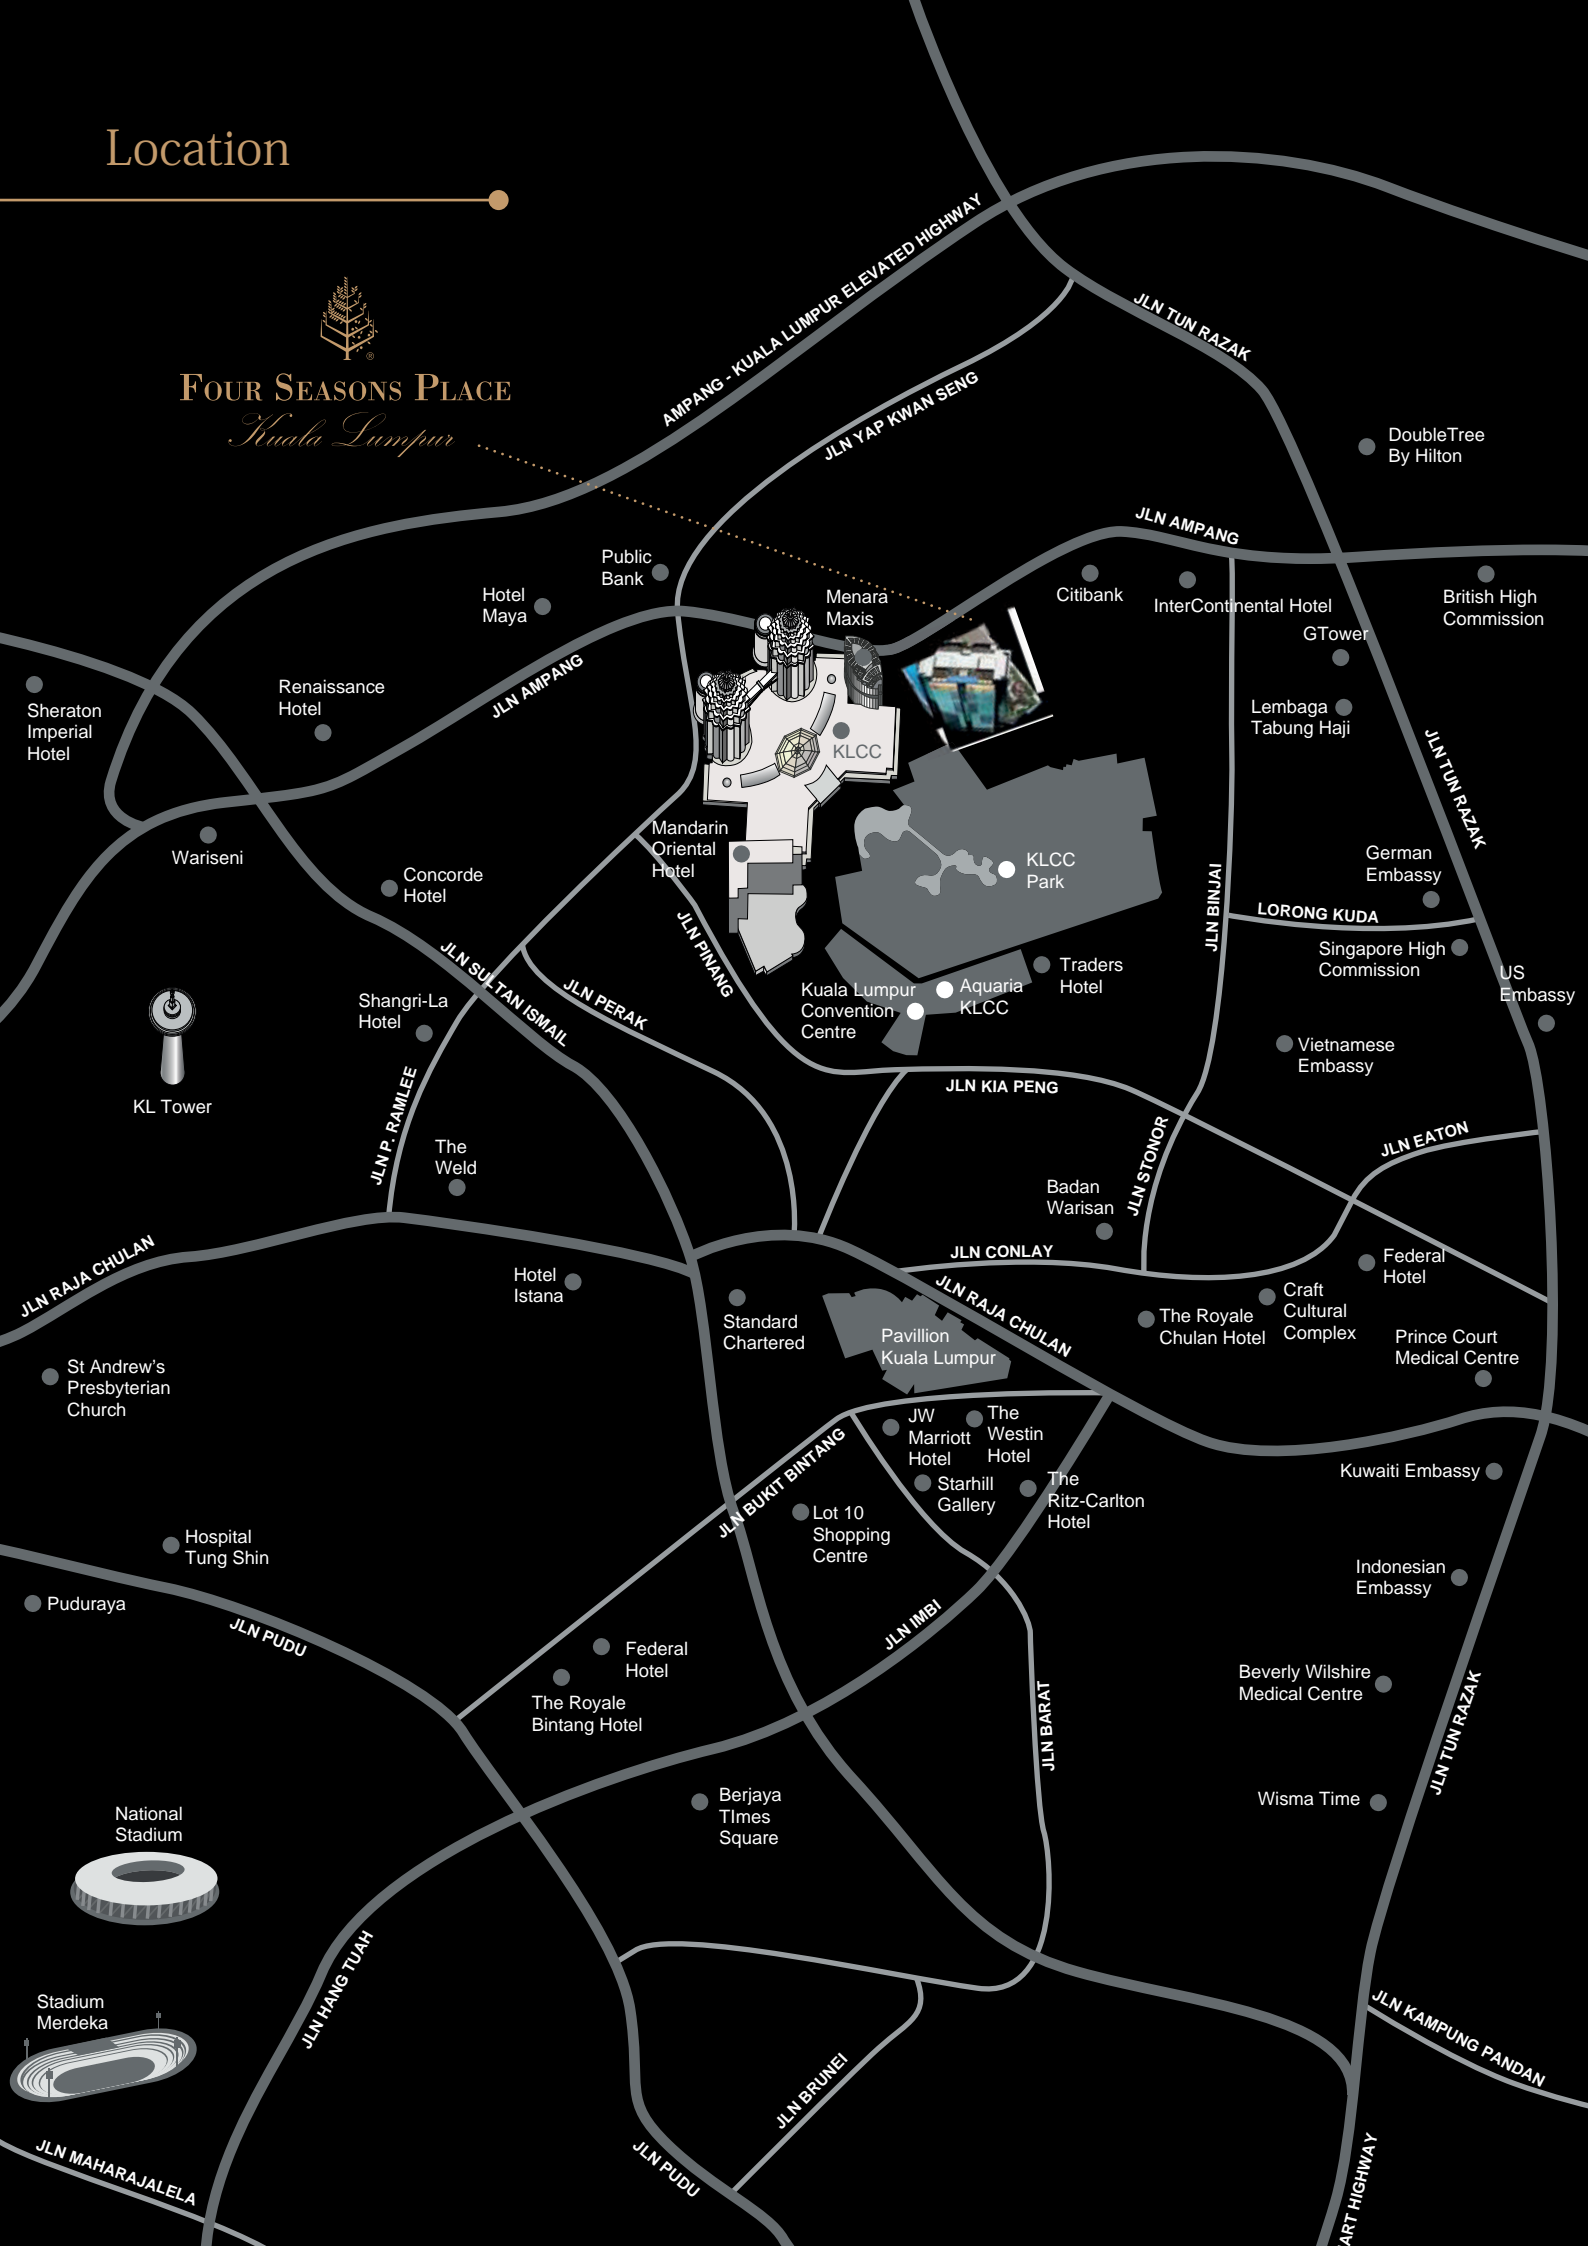 Location
FOUR SEASONS PLACE
Kuala Lumpur
®
AMPANG - KUALA LUMPUR ELEVATED HIGHWAY
JLN TUN RAZAK
JLN YAP KWAN SENG
DoubleTree
By Hilton
JLN AMPANG
Public
Bank
Hotel
Maya
Menara
Maxis
Citibank
InterContinental Hotel
British High
Commission
GTower
Lembaga
Tabung Haji
JLN AMPANG
Renaissance
Hotel
Sheraton
Imperial
Hotel
KLCC
JLN TUN RAZAK
Wariseni
Mandarin
Oriental
Hotel
Concorde
Hotel
KLCC
Park
German
Embassy
JLN BINJAI
LORONG KUDA
Singapore High
Commission
US
Embassy
JLN PINANG
JLN SULTAN ISMAIL
JLN PERAK
Traders
Hotel
Kuala Lumpur
Convention
Centre
Aquaria
KLCC
Shangri-La
Hotel
Vietnamese
Embassy
KL Tower
JLN P. RAMLEE
JLN KIA PENG
The
Weld
JLN STONOR
JLN EATON
Badan
Warisan
JLN RAJA CHULAN
JLN CONLAY
Federal
Hotel
Hotel
Istana
Standard
Chartered
JLN RAJA CHULAN
Craft
Cultural
Complex
The Royale
Chulan Hotel
Prince Court
Medical Centre
Pavillion
Kuala Lumpur
St Andrew's
Presbyterian
Church
JW
Marriott
Hotel
The
Westin
Hotel
JLN BUKIT BINTANG
Starhill
Gallery
The
Ritz-Carlton
Hotel
Kuwaiti Embassy
Lot 10
Shopping
Centre
Hospital
Tung Shin
Indonesian
Embassy
Puduraya
JLN PUDU
JLN IMBI
Federal
Hotel
The Royale
Bintang Hotel
JLN BARAT
Beverly Wilshire
Medical Centre
JLN TUN RAZAK
Berjaya
TImes
Square
Wisma Time
National
Stadium
JLN HANG TUAH
Stadium
Merdeka
JLN KAMPUNG PANDAN
JLN BRUNEI
JLN MAHARAJALELA
JLN PUDU
ART HIGHWAY